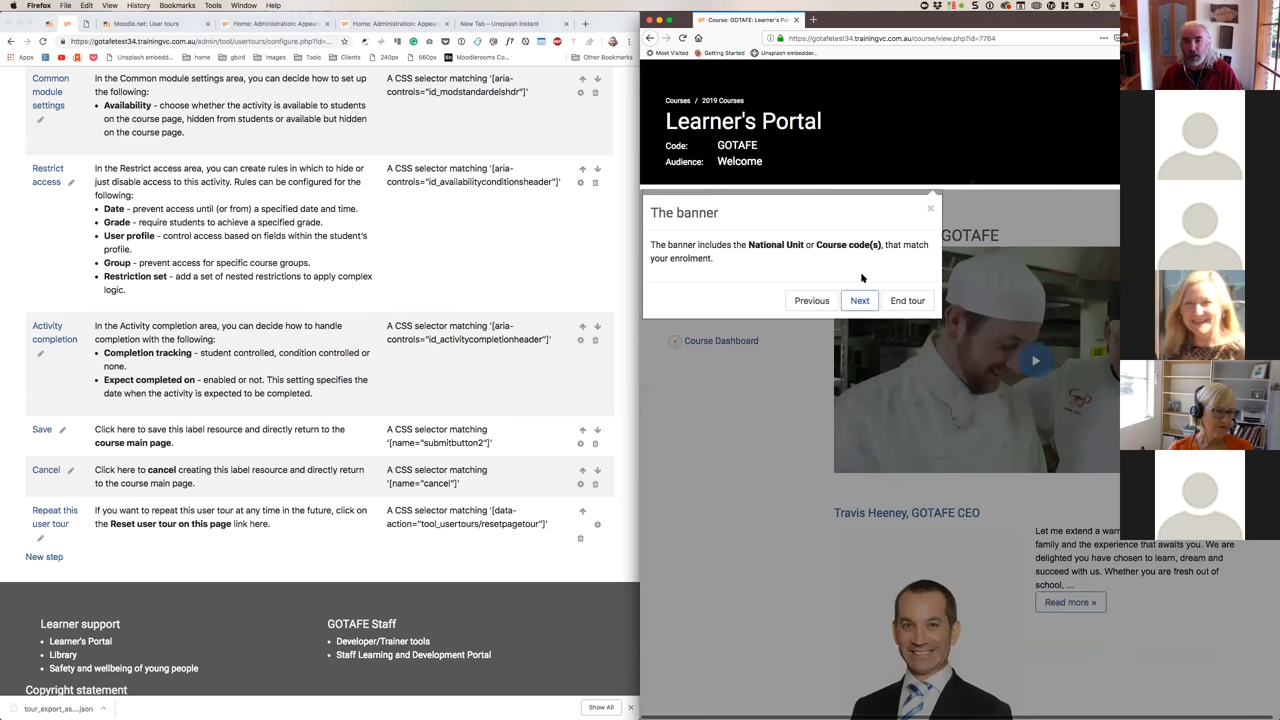 Firefox File Edit View History Bookmarks Tools Window
Moodle.net: User tours
Home: Administration: Appea
Home: Administration: Appea
New Tab – Unsplash Instant
https://gotafetest34.trainingvc.com.au/admin/tool/usertours/configure.php?id=...
Apps
Unsplash embedd...
home
gbird
Images
Tools
Clients
240px
560px
Moodlerooms Co...
Other Bookmarks
Common
module
settings
In the Common module settings area, you can decide how to set up
the following:
• Availability - choose whether the activity is available to students
on the course page, hidden from students or available but hidden
on the course page.
A CSS selector matching '[aria-
controls="id_modstandardelshdr"]'
Restrict
access
In the Restrict access area, you can create rules in which to hide or
just disable access to this activity. Rules can be configured for the
following:
• Date - prevent access until (or from) a specified date and time.
• Grade - require students to achieve a specified grade.
• User profile - control access based on fields within the student's
profile.
• Group - prevent access for specific course groups.
• Restriction set - add a set of nested restrictions to apply complex
logic.
A CSS selector matching '[aria-
controls="id_availabilityconditionsheader"]'
Activity
completion
In the Activity completion area, you can decide how to handle
completion with the following:
• Completion tracking - student controlled, condition controlled or
none.
• Expect completed on - enabled or not. This setting specifies the
date when the activity is expected to be completed.
A CSS selector matching '[aria-
controls="id_activitycompletionheader"]'
Save
Click here to save this label resource and directly return to the
course main page.
A CSS selector matching
'[name="submitbutton2"]'
Cancel
Click here to cancel creating this label resource and directly return
to the course main page.
A CSS selector matching
'[name="cancel"]'
Repeat this
user tour
If you want to repeat this user tour at any time in the future, click on
the Reset user tour on this page link here.
A CSS selector matching '[data-
action="tool_usertours/resetpagetour"]'
New step
Learner support
• Learner's Portal
• Library
• Safety and wellbeing of young people
GOTAFE Staff
• Developer/Trainer tools
• Staff Learning and Development Portal
Copyright statement
tour_export_as....json
Show All
Course: GOTAFE: Learner's Po
https://gotafetest34.trainingvc.com.au/course/view.php?id=7764
Most Visited
Getting Started
Unsplash embedder...
Courses / 2019 Courses
Learner's Portal
Code: GOTAFE
Audience: Welcome
The banner
The banner includes the National Unit or Course code(s), that match
your enrolment.
Previous
Next
End tour
GOTAFE
Course Dashboard
Travis Heeney, GOTAFE CEO
Let me extend a warm
family and the experience that awaits you. We are
delighted you have chosen to learn, dream and
succeed with us. Whether you are fresh out of
school, ...
Read more »